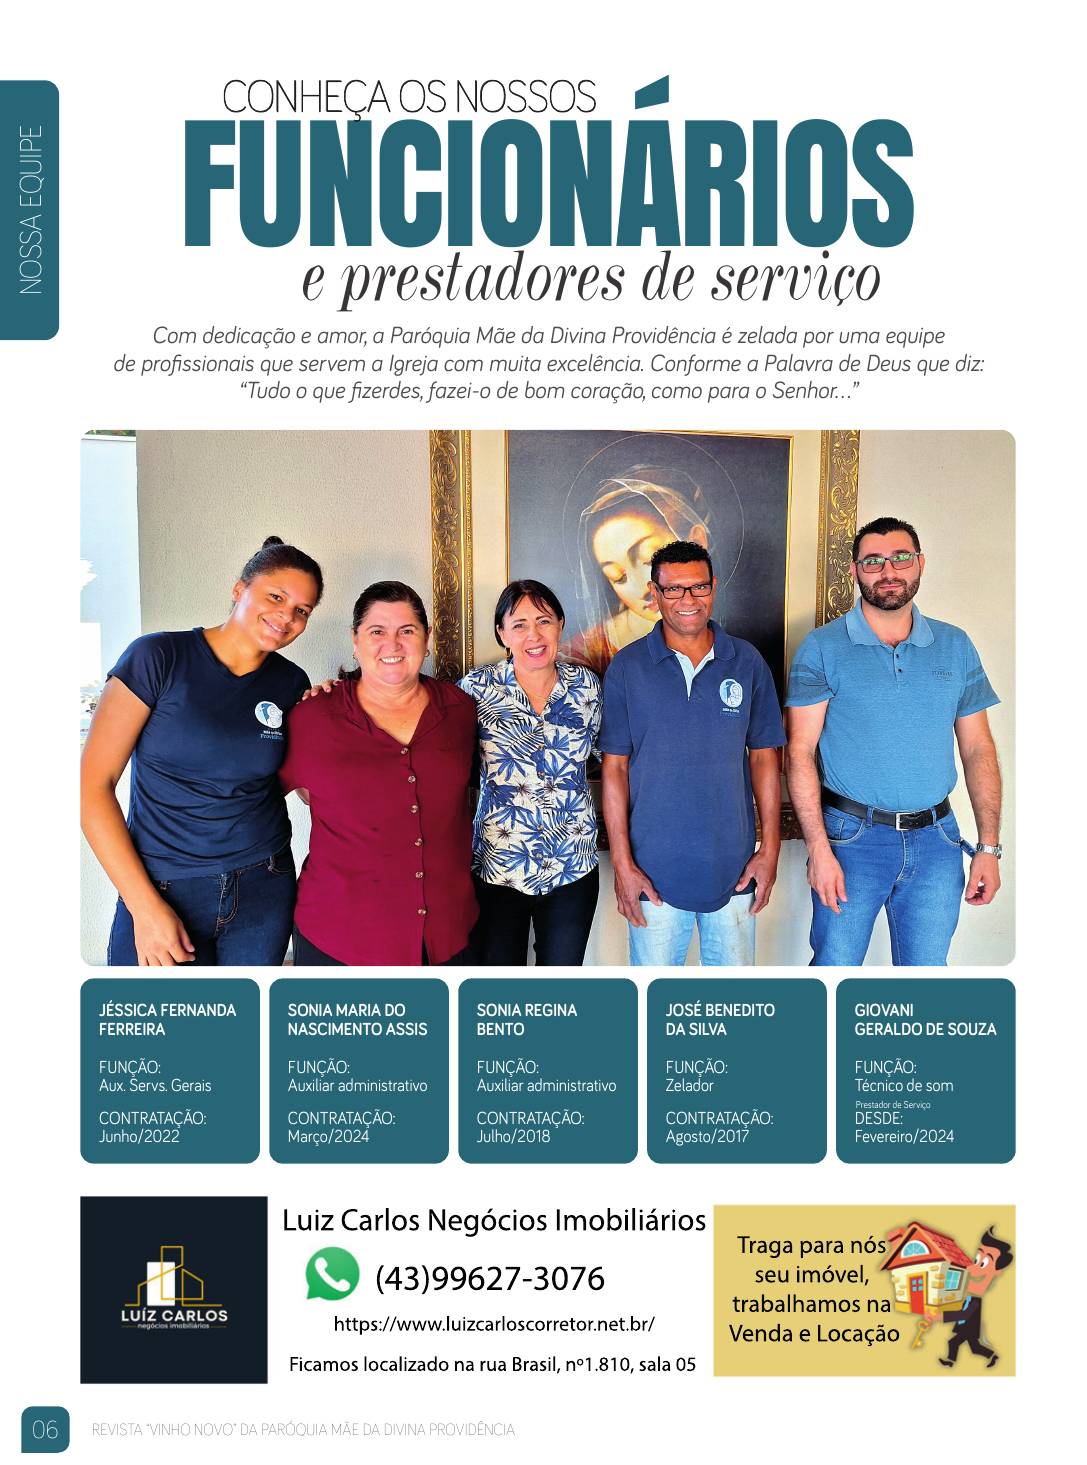 NOSSA EQUIPE
CONHEÇA OS NOSSOS
FUNCIONÁRIOS
e prestadores de serviço
Com dedicação e amor, a Paróquia Mãe da Divina Providência é zelada por uma equipe
de profissionais que servem a Igreja com muita excelência. Conforme a Palavra de Deus que diz:
“Tudo o que fizerdes, fazei-o de bom coração, como para o Senhor...”
JÉSSICA FERNANDA
FERREIRA
FUNÇÃO:
Aux. Servs. Gerais
CONTRATAÇÃO:
Junho/2022
SONIA MARIA DO
NASCIMENTO ASSIS
FUNÇÃO:
Auxiliar administrativo
CONTRATAÇÃO:
Março/2024
SONIA REGINA
BENTO
FUNÇÃO:
Auxiliar administrativo
CONTRATAÇÃO:
Julho/2018
JOSÉ BENEDITO
DA SILVA
FUNÇÃO:
Zelador
CONTRATAÇÃO:
Agosto/2017
GIOVANI
GERALDO DE SOUZA
FUNÇÃO:
Técnico de som
Prestador de Serviço
DESDE:
Fevereiro/2024
LUÍZ CARLOS
negócios imobiliários
Luiz Carlos Negócios Imobiliários
(43)99627-3076
https://www.luizcarloscorretor.net.br/
Ficamos localizado na rua Brasil, nº1.810, sala 05
Traga para nós
seu imóvel,
trabalhamos na
Venda e Locação
06
REVISTA “VINHO NOVO” DA PARÓQUIA MÃE DA DIVINA PROVIDÊNCIA